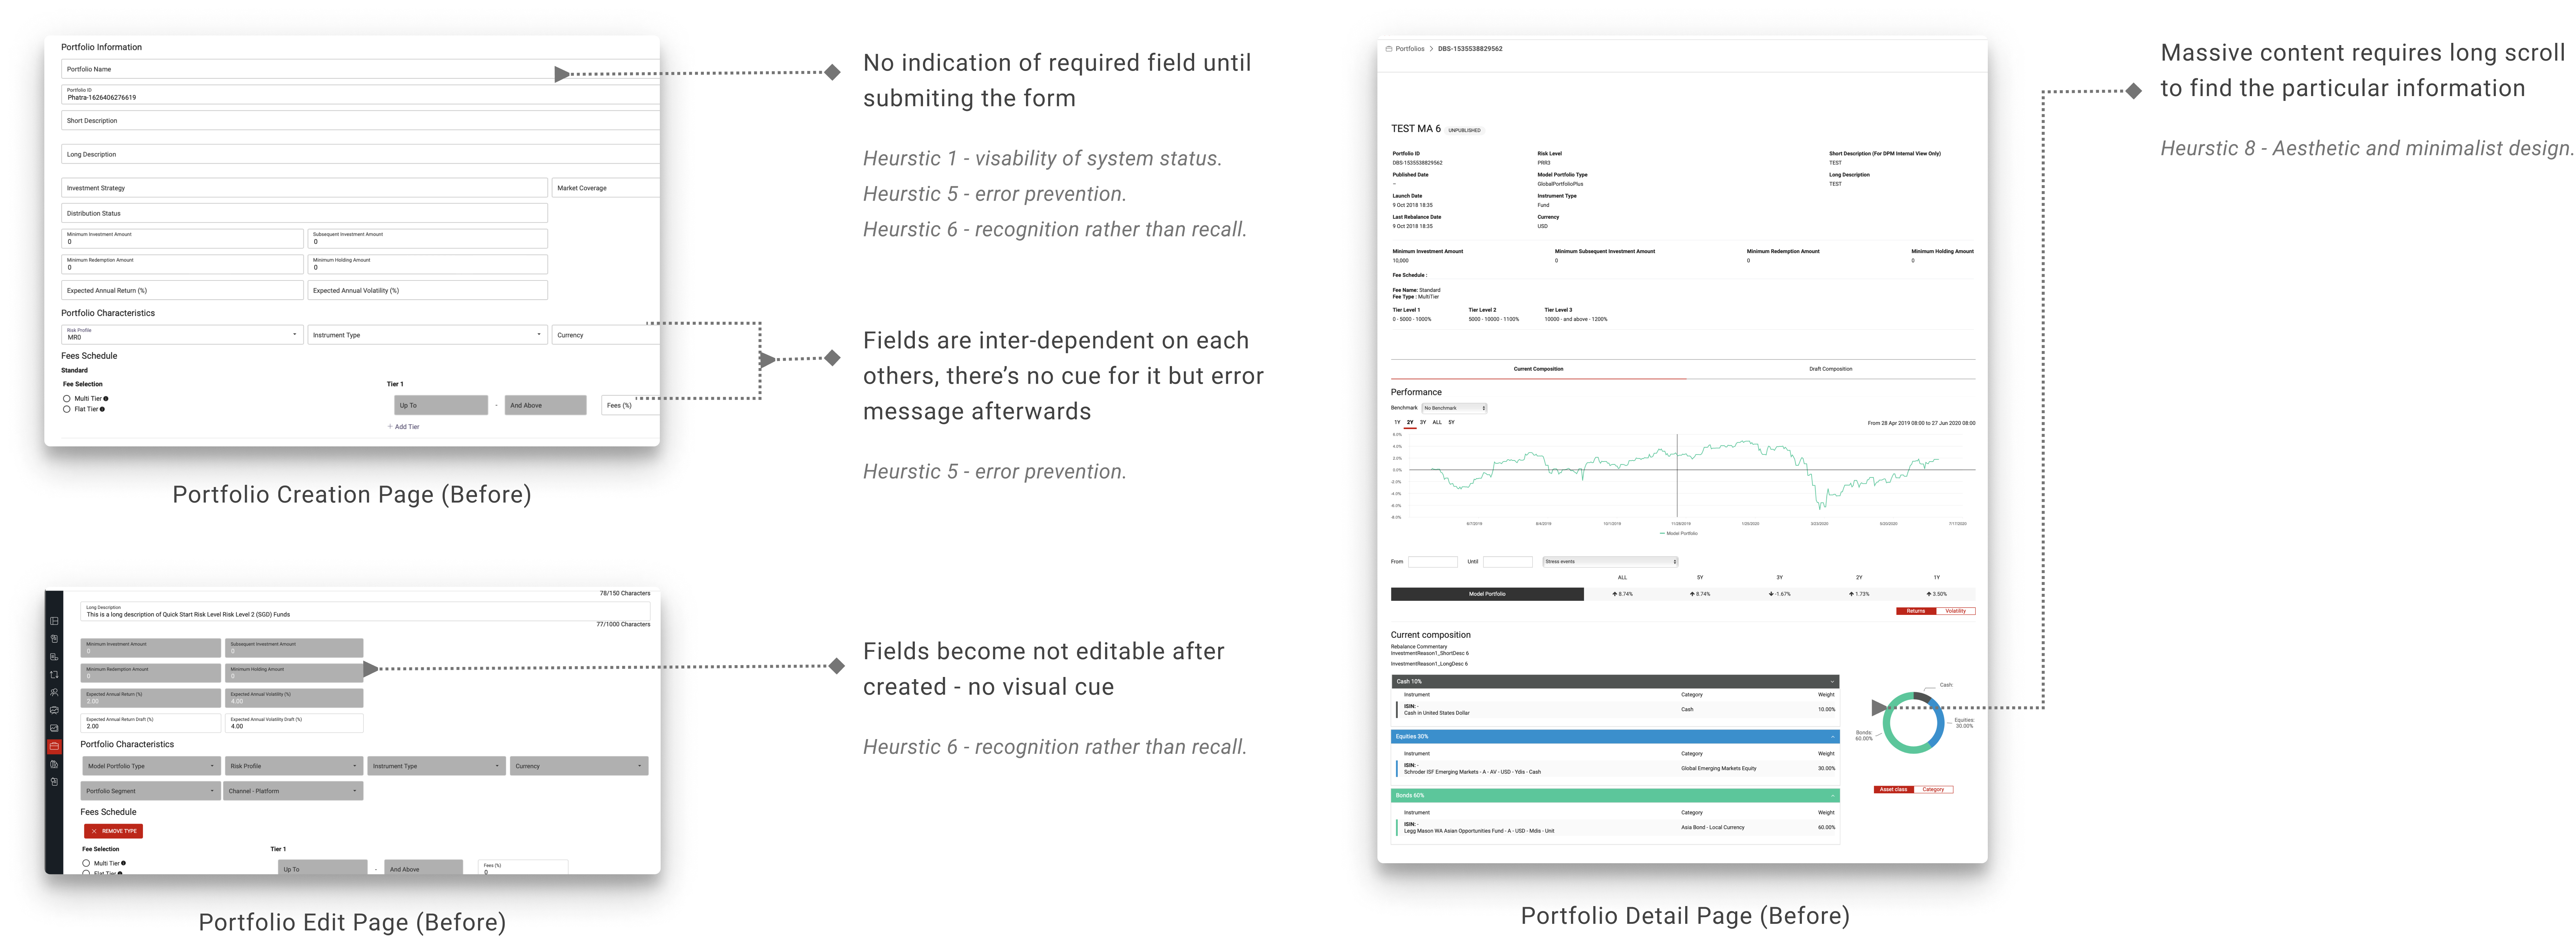 Portfolio Information
Portfolio Name
Portfolio ID
Phatra-1626406276619
Short Description
Long Description
Investment Strategy
Market Coverage
Distribution Status
Minimum Investment Amount
0
Subsequent Investment Amount
0
Minimum Redemption Amount
0
Minimum Holding Amount
0
Expected Annual Return (%)
Expected Annual Volatility (%)
Portfolio Characteristics
Risk Profile
MR0
Instrument Type
Currency
Fees Schedule
Standard
Fee Selection
Tier 1
Multi Tier
Flat Tier
Up To
-
And Above
Fees (%)
+ Add Tier
Portfolio Creation Page (Before)
No indication of required field until
submiting the form
Heurstic 1 - visability of system status.
Heurstic 5 - error prevention.
Heurstic 6 - recognition rather than recall.
Fields are inter-dependent on each
others, there's no cue for it but error
message afterwards
Heurstic 5 - error prevention.
78/150 Characters
Long Description
This is a long description of Quick Start Risk Level Risk Level 2 (SGD) Funds
77/1000 Characters
Minimum Investment Amount
0
Subsequent Investment Amount
0
Minimum Redemption Amount
0
Minimum Holding Amount
0
Expected Annual Return (%)
2.00
Expected Annual Volatility (%)
4.00
Expected Annual Return Draft (%)
2.00
Expected Annual Volatility Draft (%)
4.00
Portfolio Characteristics
Model Portfolio Type
Risk Profile
Instrument Type
Currency
Portfolio Segment
Channel - Platform
Fees Schedule
× REMOVE TYPE
Fee Selection
Tier 1
Multi Tier
Flat Tier
Up To
-
And Above
Fees (%)
0
Portfolio Edit Page (Before)
Fields become not editable after
created - no visual cue
Heurstic 6 - recognition rather than recall.
Portfolios > DBS-1535538829562
TEST MA 6 UNPUBLISHED
Portfolio ID
DBS-1535538829562
Published Date
–
Launch Date
9 Oct 2018 18:35
Last Rebalance Date
9 Oct 2018 18:35
Risk Level
PRR3
Model Portfolio Type
GlobalPortfolioPlus
Instrument Type
Fund
Currency
USD
Short Description (For DPM Internal View Only)
TEST
Long Description
TEST
Minimum Investment Amount
10,000
Minimum Subsequent Investment Amount
0
Minimum Redemption Amount
0
Minimum Holding Amount
0
Fee Schedule :
Fee Name: Standard
Fee Type : MultiTier
Tier Level 1
0 - 5000 - 1000%
Tier Level 2
5000 - 10000 - 1100%
Tier Level 3
10000 - and above - 1200%
Current Composition
Draft Composition
Performance
Benchmark No Benchmark
1Y 2Y 3Y ALL 5Y
From 28 Apr 2019 08:00 to 27 Jun 2020 08:00
6.0%
4.0%
2.0%
0.0%
-2.0%
-4.0%
-6.0%
-8.0%
11/28/2019
7/17/2020
Model Portfolio
From
Until
Stress events
ALL 5Y 3Y 2Y 1Y
Model Portfolio ↑ 8.74% ↑ 8.74% ↓ -1.67% ↑ 1.73% ↑ 3.50%
Returns Volatility
Current composition
Rebalance Commentary
InvestmentReason1_ShortDesc 6
InvestmentReason1_LongDesc 6
Cash 10%
Instrument Category Weight
ISIN: -
Cash in United States Dollar Cash 10.00%
Equities 30%
Instrument Category Weight
ISIN: -
Schroder ISF Emerging Markets - A - AV - USD - Ydis - Cash Global Emerging Markets Equity 30.00%
Bonds 60%
Instrument Category Weight
ISIN: -
Legg Mason WA Asian Opportunities Fund - A - USD - Mdis - Unit Asia Bond - Local Currency 60.00%
Cash:
Equities:
30.00%
Bonds:
60.00%
Asset class Category
Portfolio Detail Page (Before)
Massive content requires long scroll
to find the particular information
Heurstic 8 - Aesthetic and minimalist design.